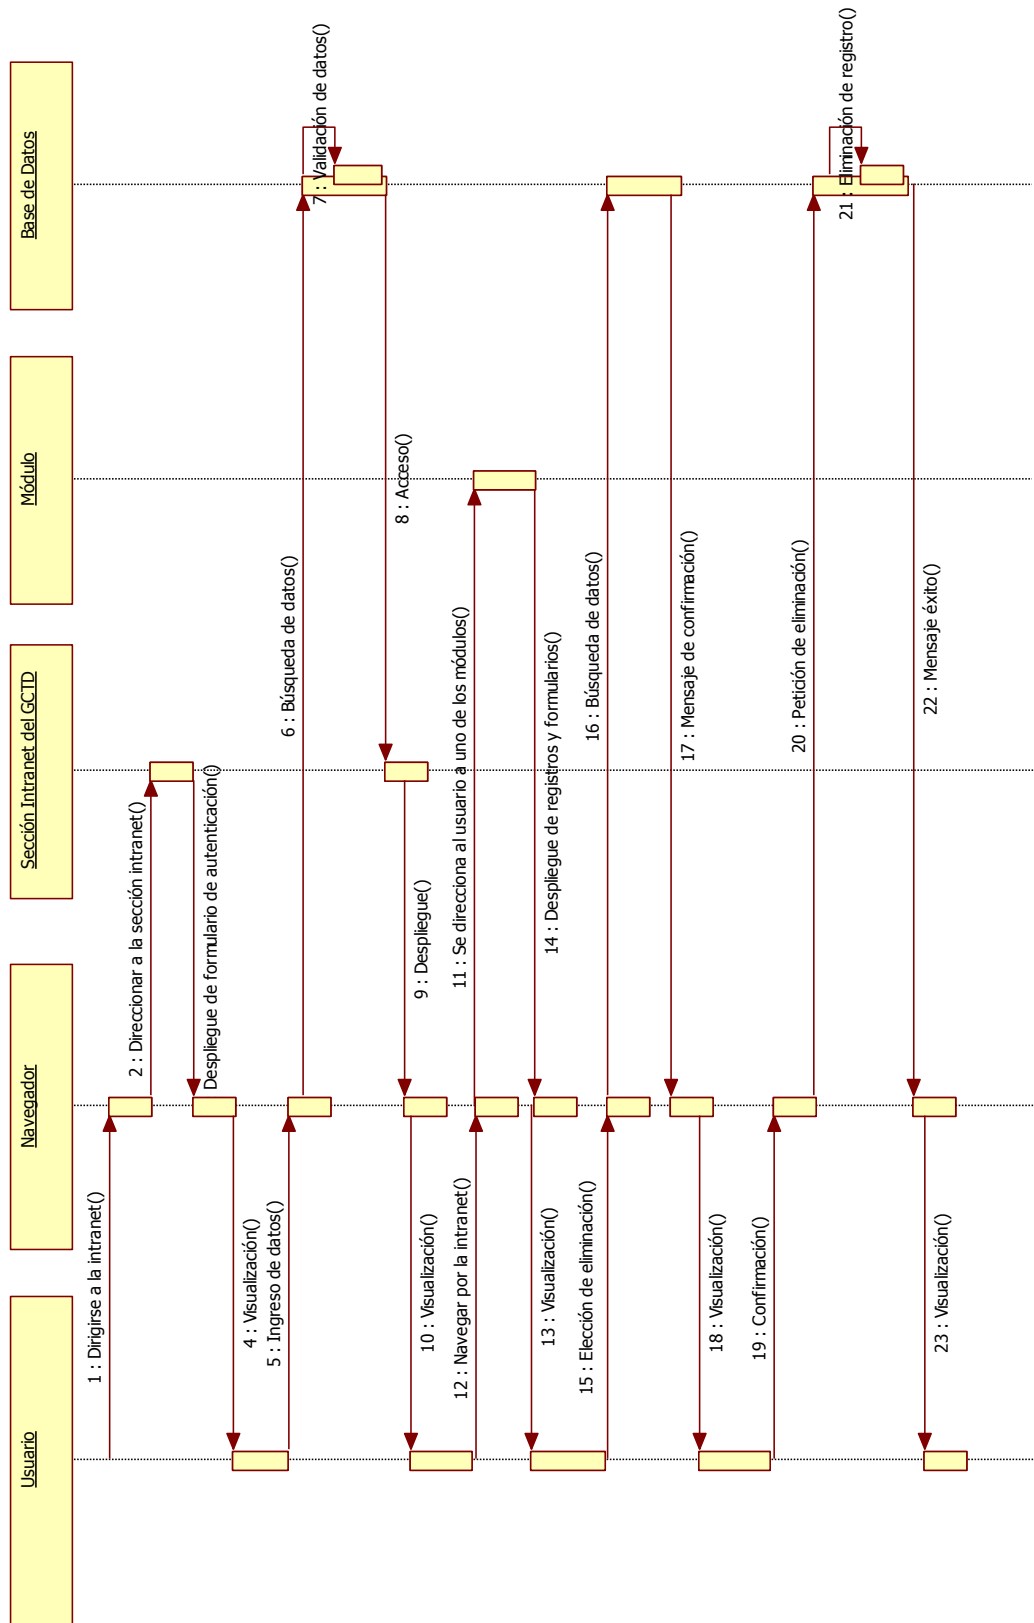 Usuario
Navegador
Sección Intranet del GCTD
Módulo
Base de Datos
1 : Dirigirse a la intranet()
2 : Direccionar a la sección intranet()
Despliegue de formulario de autenticación()
4 : Visualización()
5 : Ingreso de datos()
6 : Búsqueda de datos()
7 : Validación de datos()
8 : Acceso()
9 : Despliegue()
10 : Visualización()
11 : Se direcciona al usuario a uno de los módulos()
12 : Navegar por la intranet()
13 : Visualización()
14 : Despliegue de registros y formularios()
15 : Elección de eliminación()
16 : Búsqueda de datos()
17 : Mensaje de confirmación()
18 : Visualización()
19 : Confirmación()
20 : Petición de eliminación()
21 : Eliminación de registro()
22 : Mensaje éxito()
23 : Visualización()